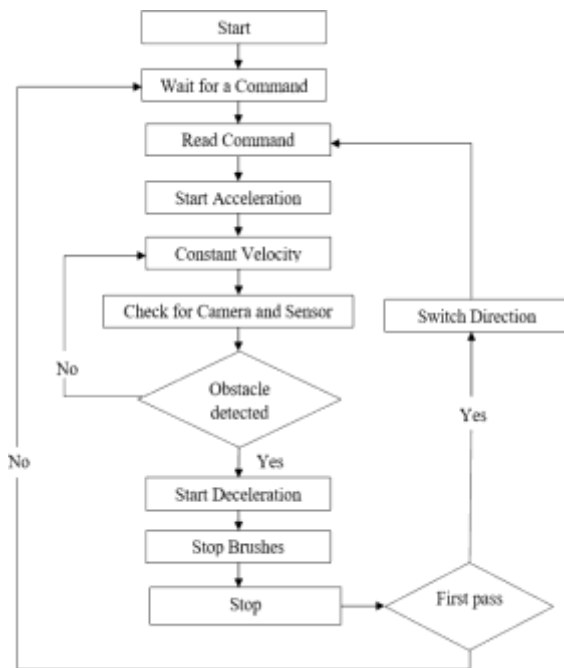 Start
Wait for a Command
Read Command
Start Acceleration
Constant Velocity
Check for Camera and Sensor
Switch Direction
No
Obstacle
detected
Yes
No
Yes
Start Deceleration
Stop Brushes
Stop
First pass